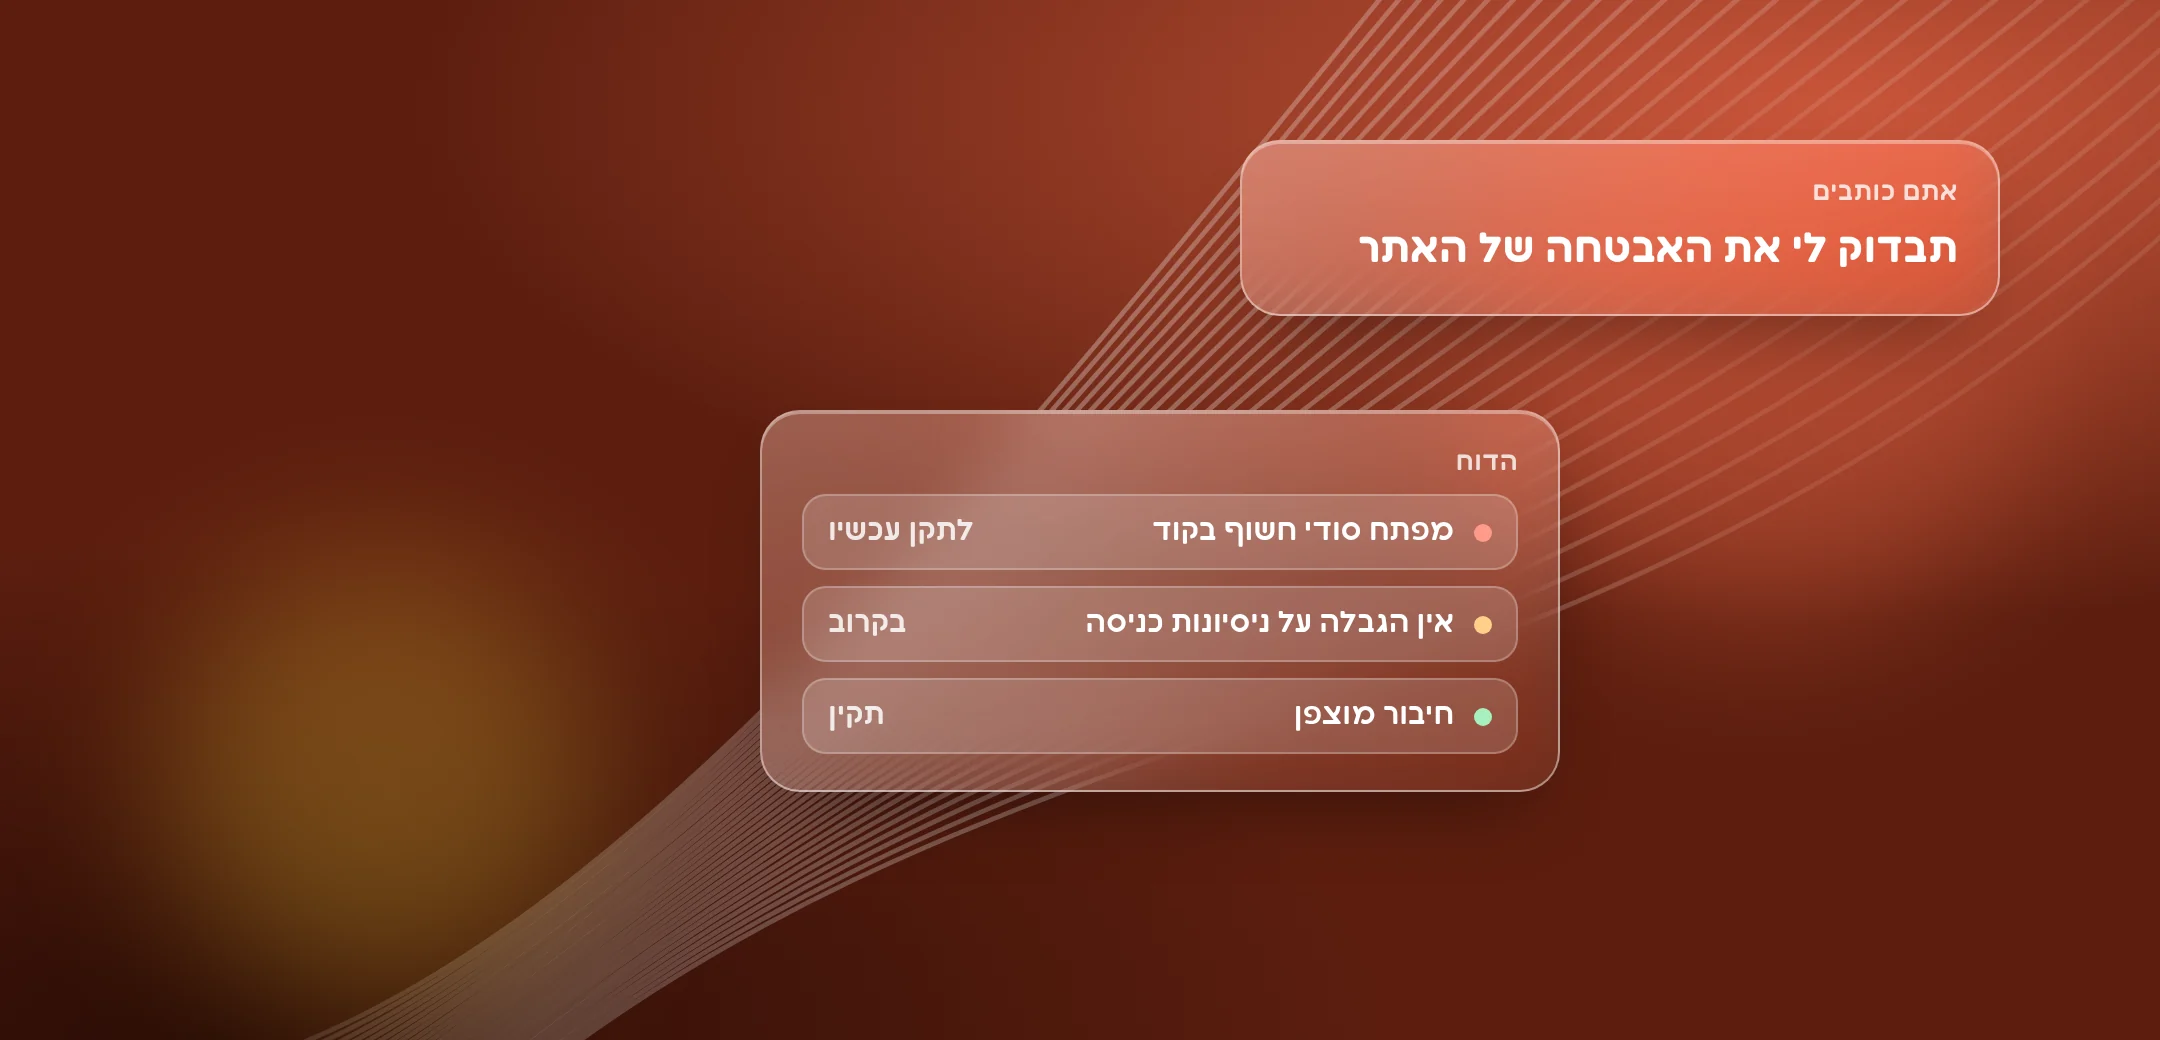 אתם כותבים
תבדוק לי את האבטחה של האתר
הדוח
מפתח סודי חשוף בקוד לתקן עכשיו
אין הגבלה על ניסיונות כניסה בקרוב
חיבור מוצפן תקין